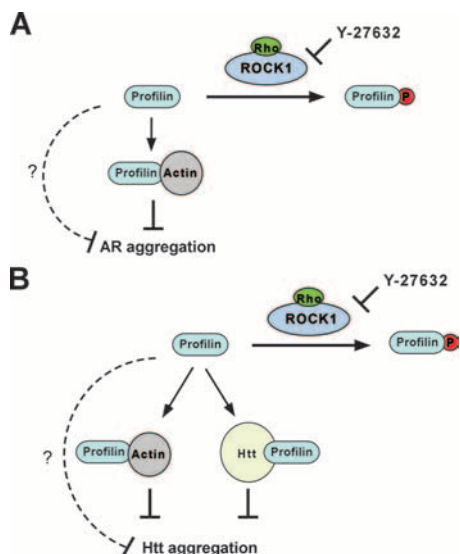 A
Rho
Y-27632
ROCK1
Profilin
Profilin P
Profilin Actin
?
AR aggregation
B
Rho
Y-27632
ROCK1
Profilin
Profilin P
Profilin Actin
Htt Profilin
?
Htt aggregation